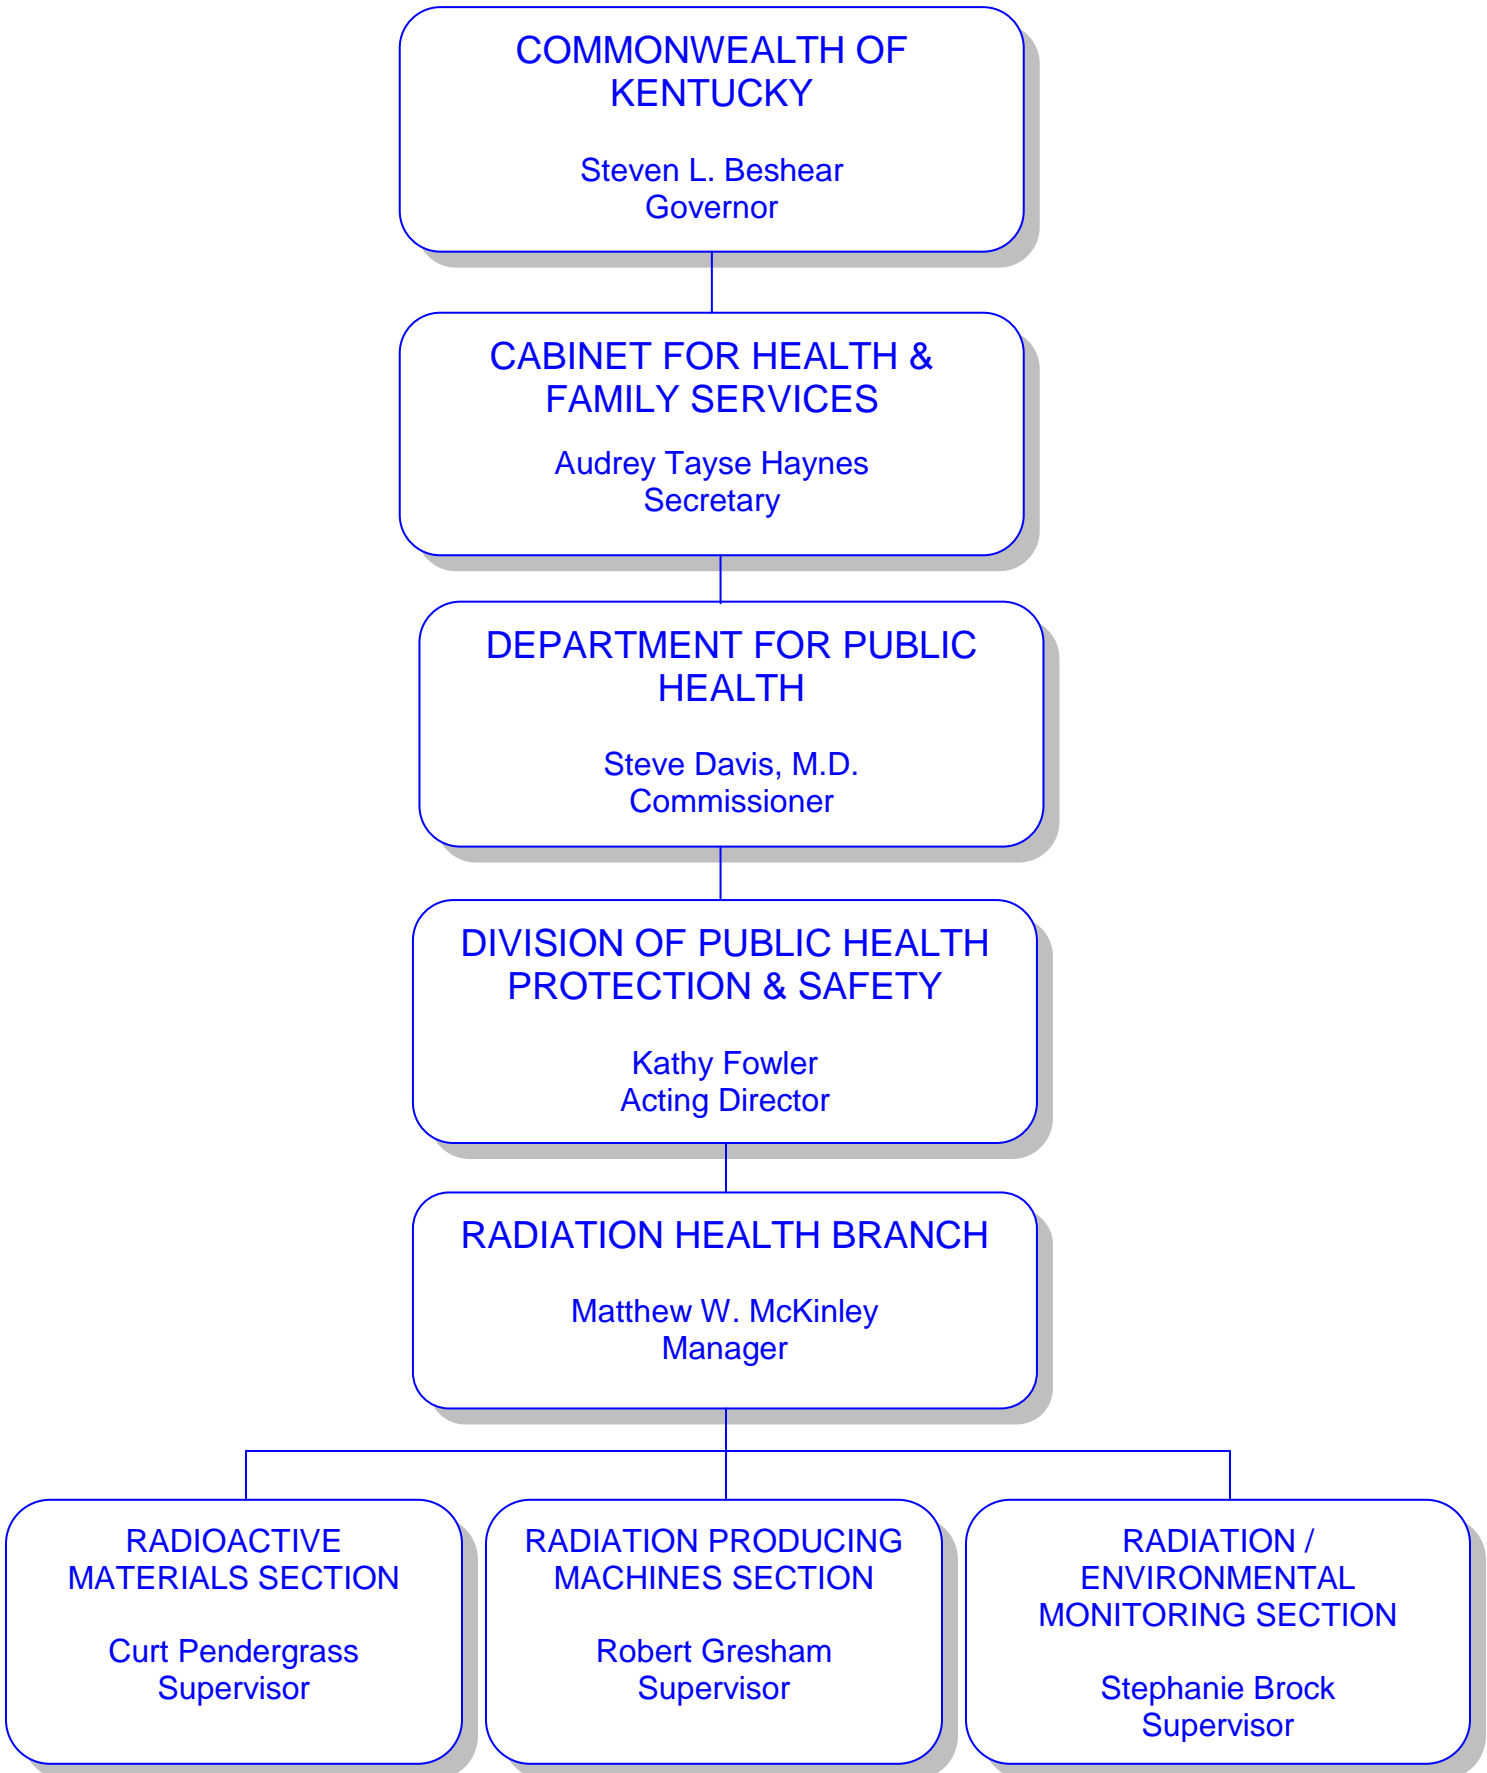 COMMONWEALTH OF
KENTUCKY
Steven L. Beshear
Governor
CABINET FOR HEALTH &
FAMILY SERVICES
Audrey Tayse Haynes
Secretary
DEPARTMENT FOR PUBLIC
HEALTH
Steve Davis, M.D.
Commissioner
DIVISION OF PUBLIC HEALTH
PROTECTION & SAFETY
Kathy Fowler
Acting Director
RADIATION HEALTH BRANCH
Matthew W. McKinley
Manager
RADIOACTIVE
MATERIALS SECTION
Curt Pendergrass
Supervisor
RADIATION PRODUCING
MACHINES SECTION
Robert Gresham
Supervisor
RADIATION /
ENVIRONMENTAL
MONITORING SECTION
Stephanie Brock
Supervisor